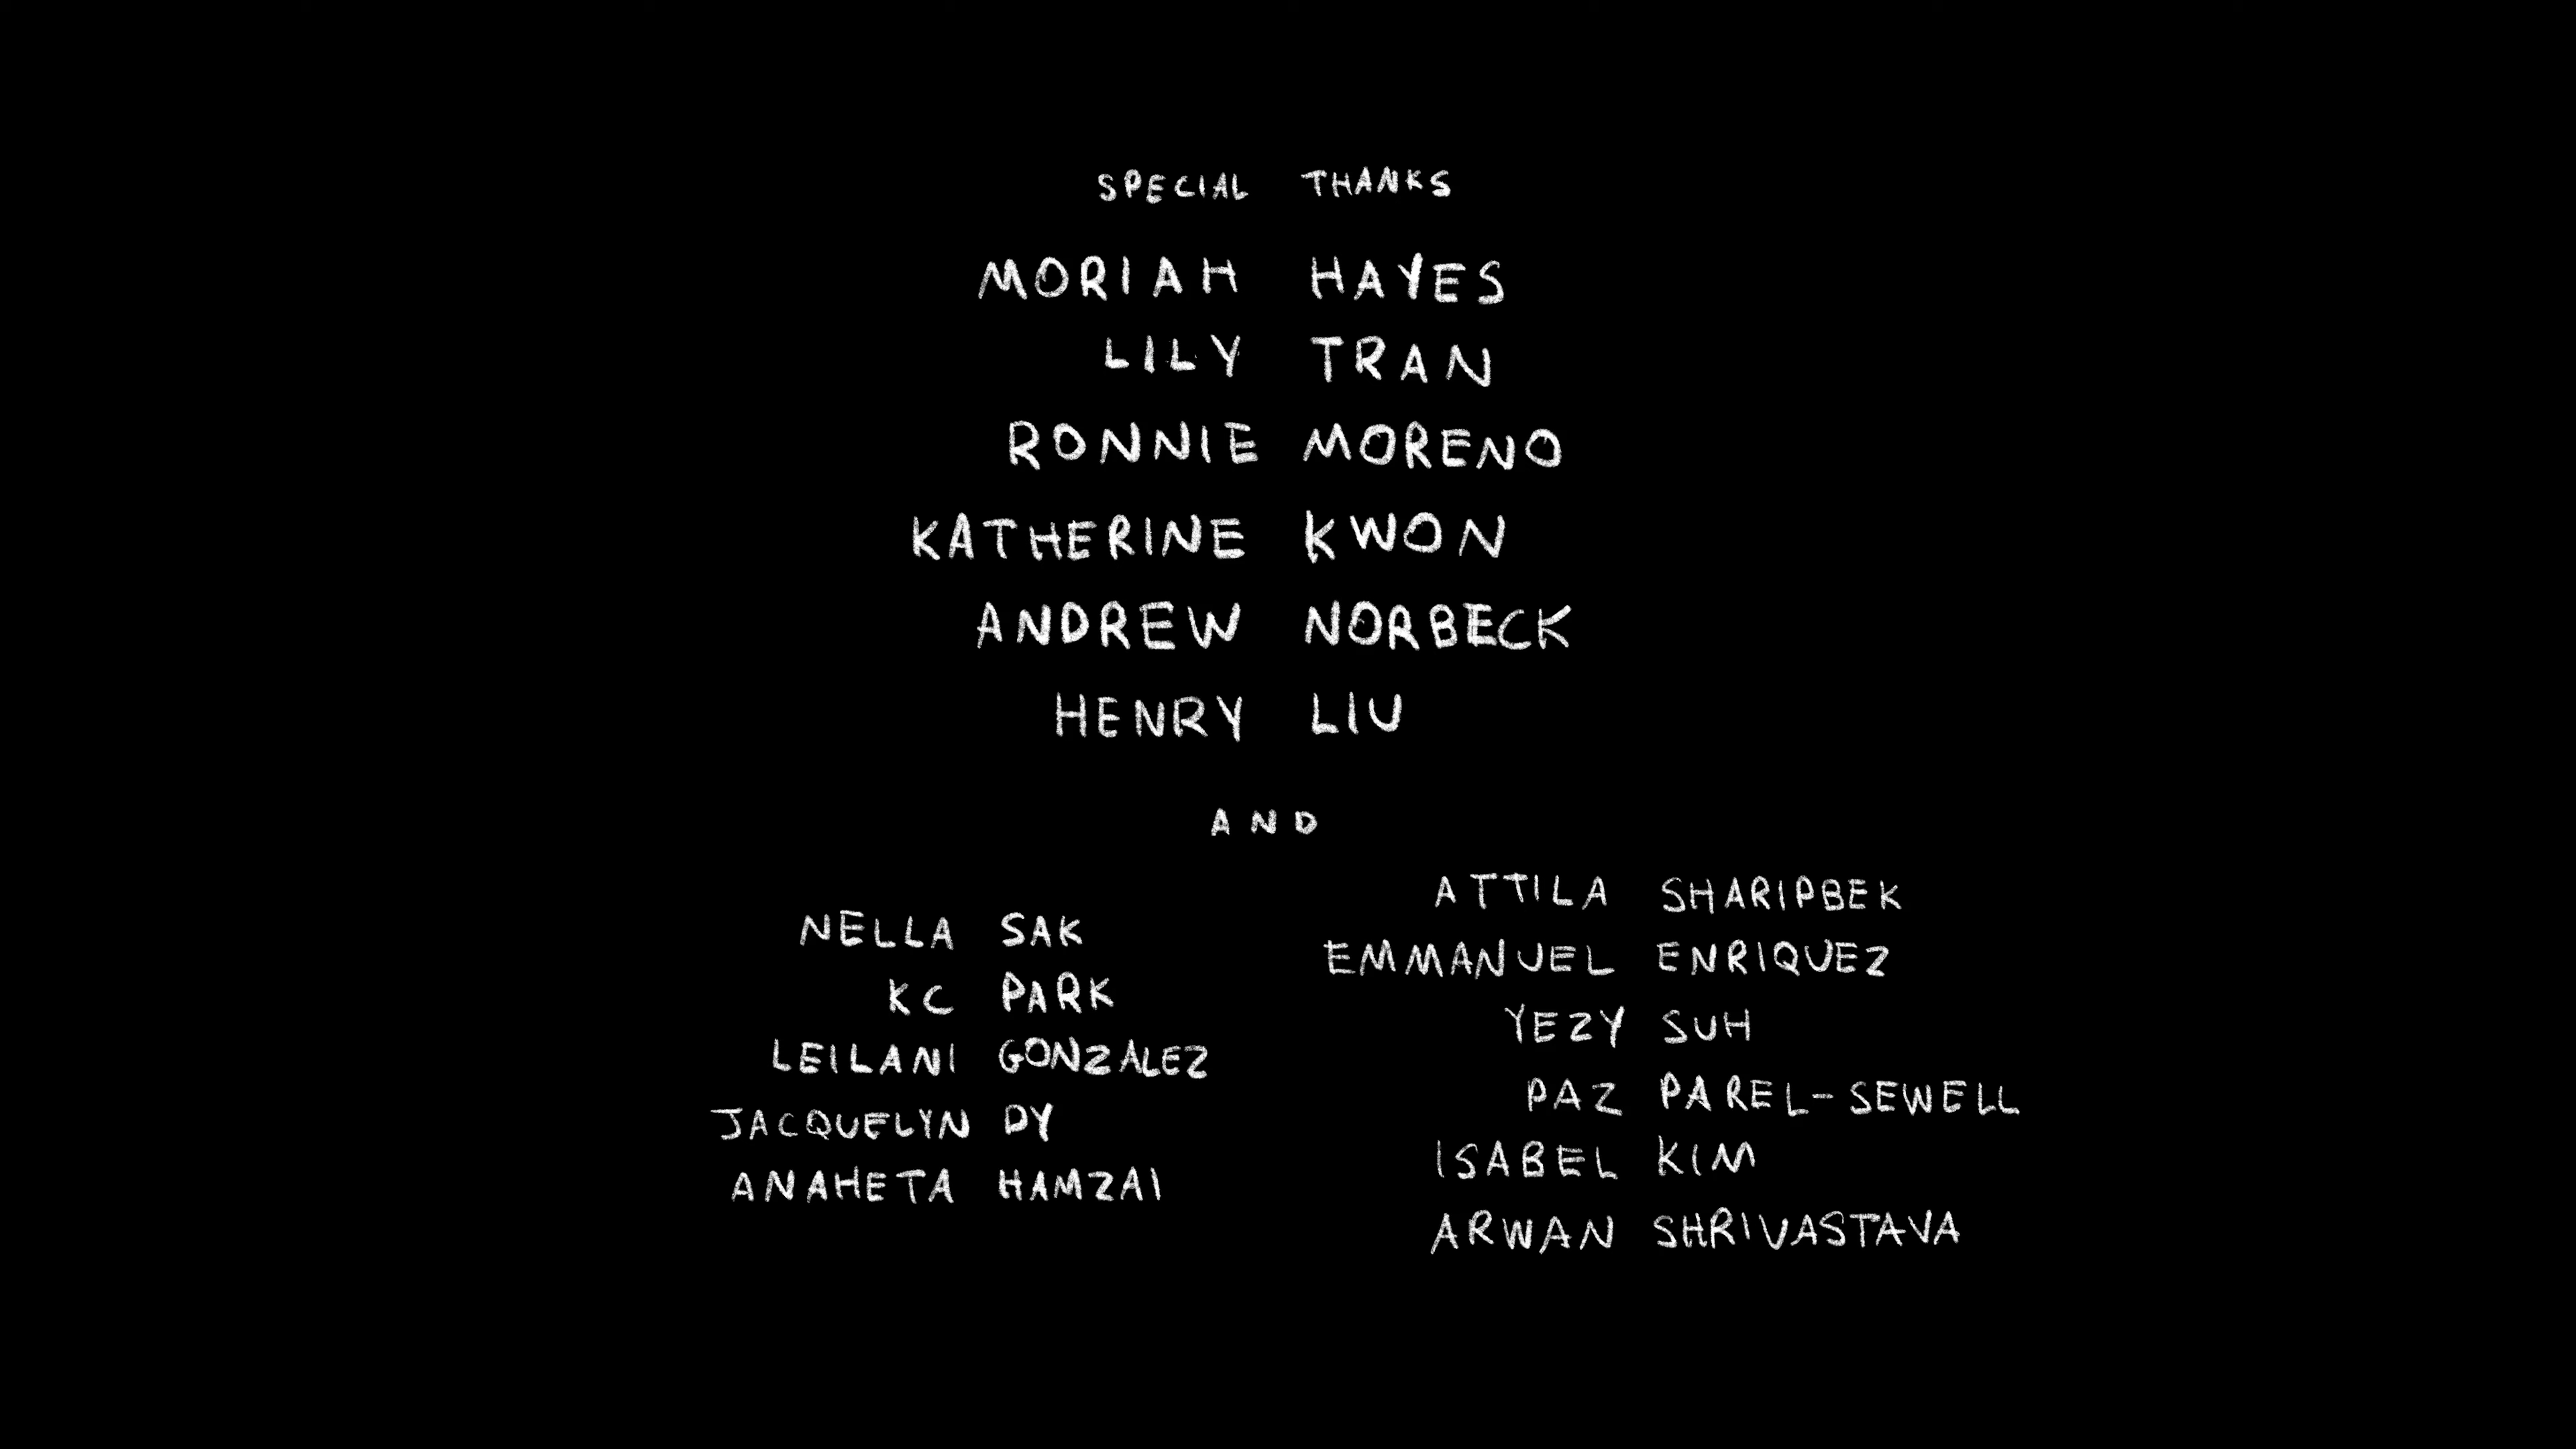 SPECIAL THANKS
MORIAH HAYES
LILY TRAN
RONNIE MORENO
KATHERINE KWON
ANDREW NORBECK
HENRY LIU
AND
NELLA SAK
KC PARK
LEILANI GONZALEZ
JACQUELYN DY
ANAHETA HAMZAI
ATTILA SHARIPBEK
EMMANUEL ENRIQUEZ
YEZY SUH
PAZ PAREL-SEWELL
ISABEL KIM
ARWAN SHRIVASTAVA